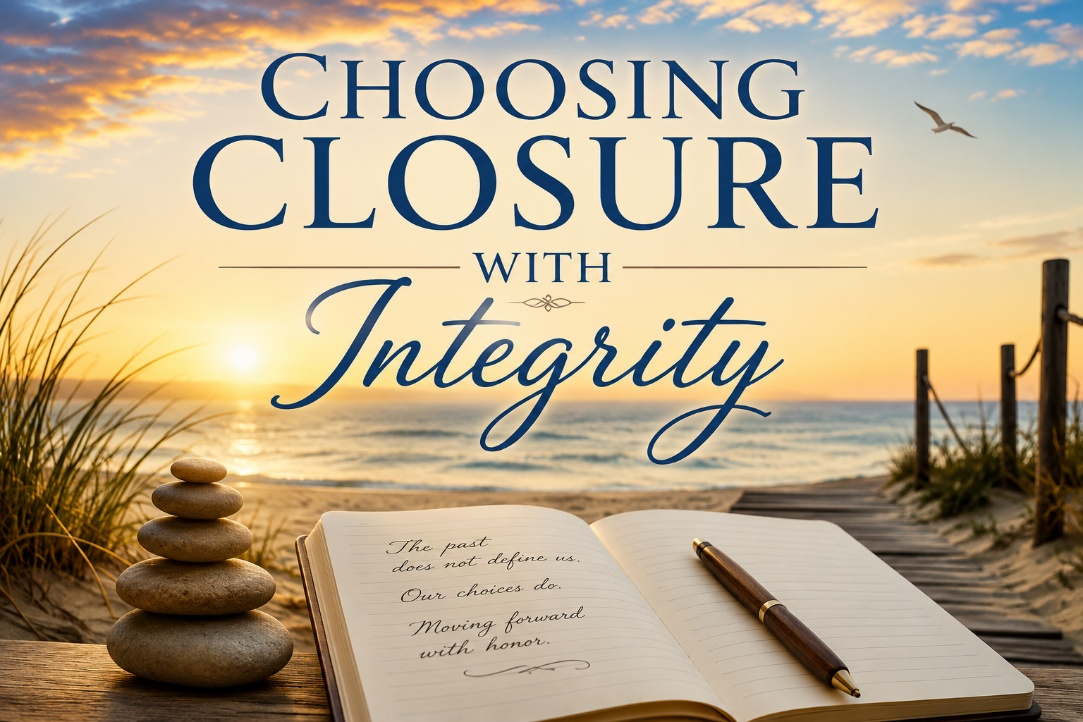 CHOOSING
CLOSURE
WITH
Integrity
The past
does not define us.
Our choices do.
Moving forward
with honor.